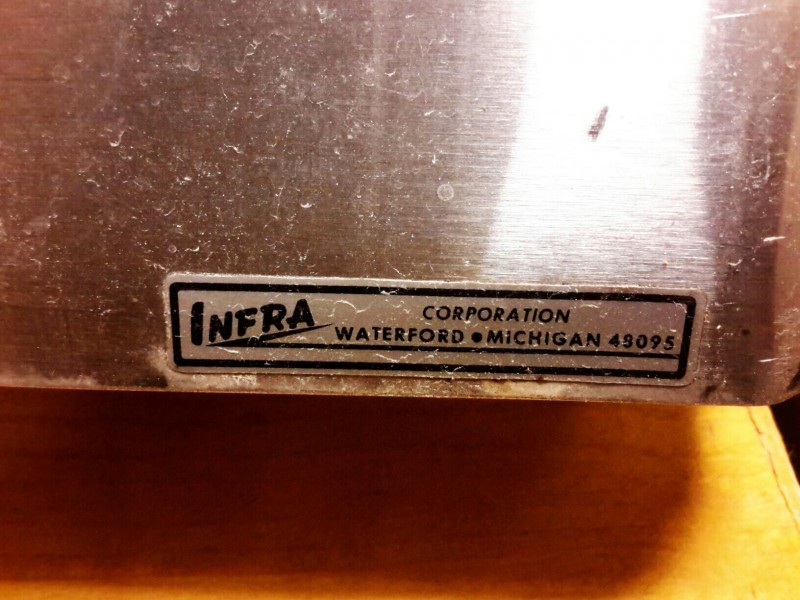 INFRA
CORPORATION
WATERFORD • MICHIGAN 48095